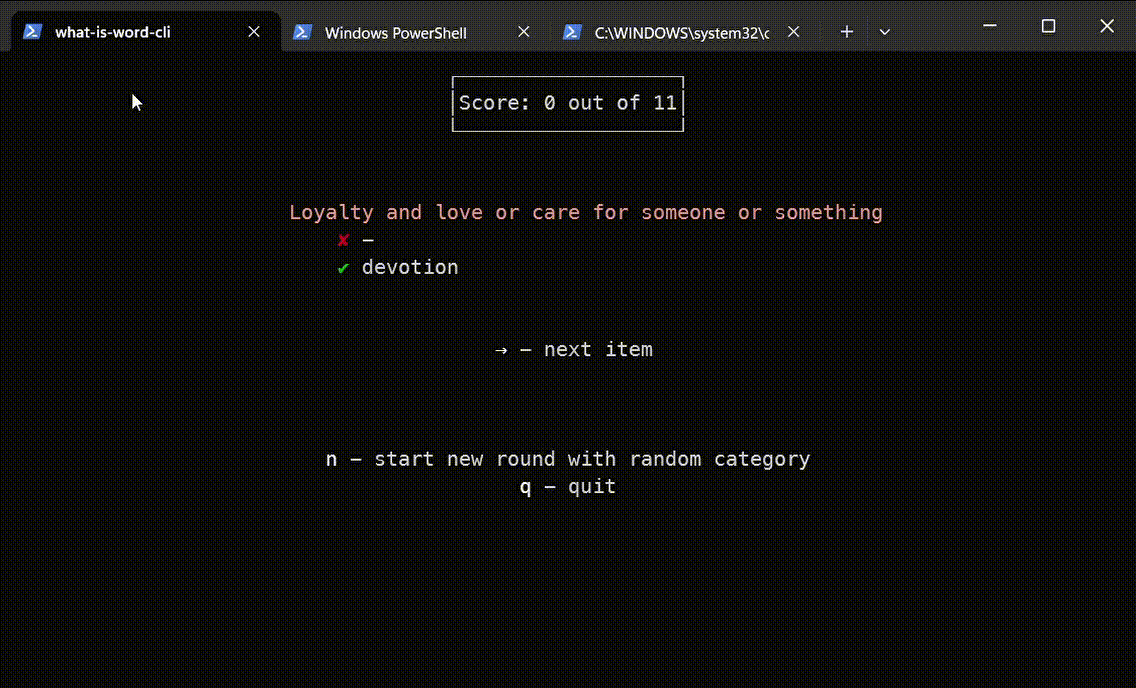 what-is-word-cli
Windows PowerShell
C:\WINDOWS\system32\c
Score: 0 out of 11
Loyalty and love or care for someone or something
✘ –
✔ devotion
→ – next item
n – start new round with random category
q – quit